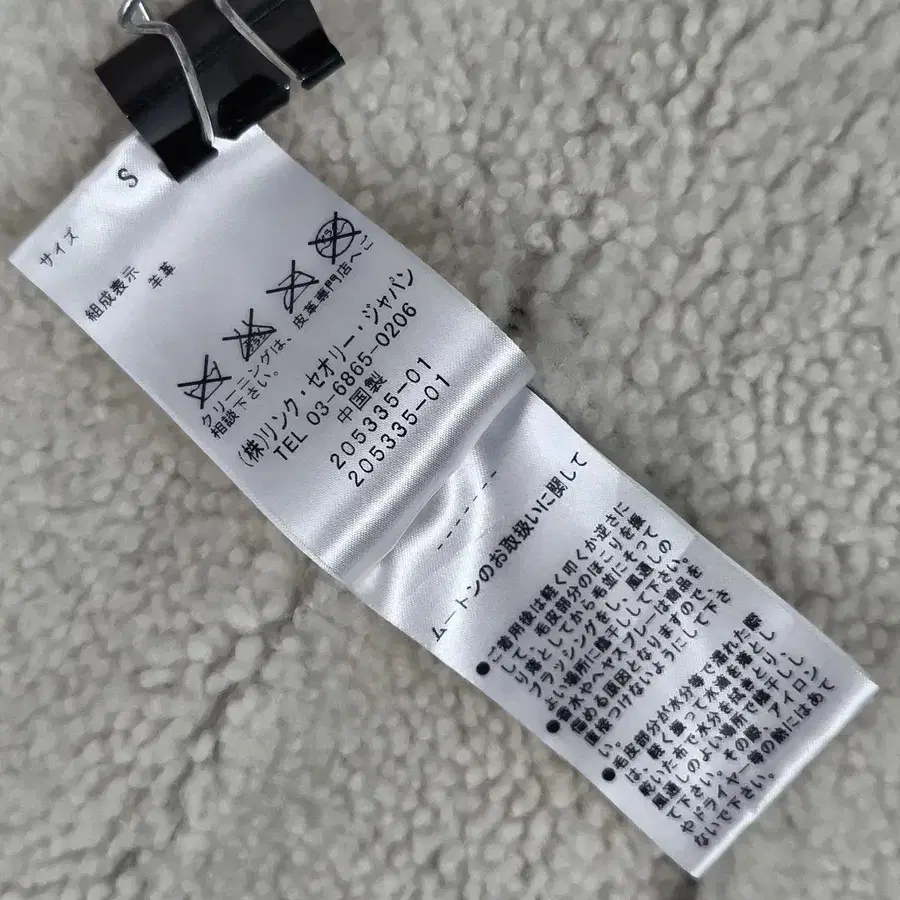 サイズ S
組成表示
羊革
クリーニングは、皮革専門店へご
相談下さい。
(株)リンク・セオリー・ジャパン
TEL 03-6865-0206
中国製
205335-01
205335-01
-------
ムートンのお取扱いに関して
●ご着用後は軽く叩くか逆さに
して、毛皮部分のほこりを振
り落としてから毛並にそって
ブラッシングをし、風通しの
よい場所に陰干しして下さい。
●香水やヘヤスプレーは商品を
傷める原因となりますので、
直接つけないようにして下さ
い。
●毛皮部分が水分等で濡れた際
は、軽く振って水滴を落とし
乾いた布で水分を拭きとり、
風通しのよい場所で陰干しし
て下さい。その際、アイロン
やドライヤー等の熱にはあて
ないで下さい。